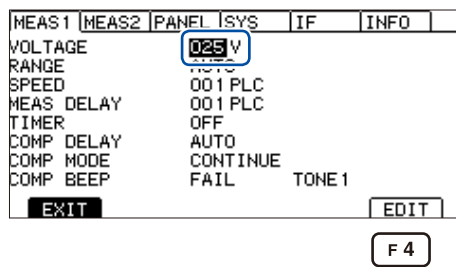 MEAS1 MEAS2 PANEL SYS IF INFO
VOLTAGE 025 V
RANGE AUTO
SPEED 001 PLC
MEAS DELAY 001 PLC
TIMER OFF
COMP DELAY AUTO
COMP MODE CONTINUE
COMP BEEP FAIL TONE1
EXIT EDIT
F4